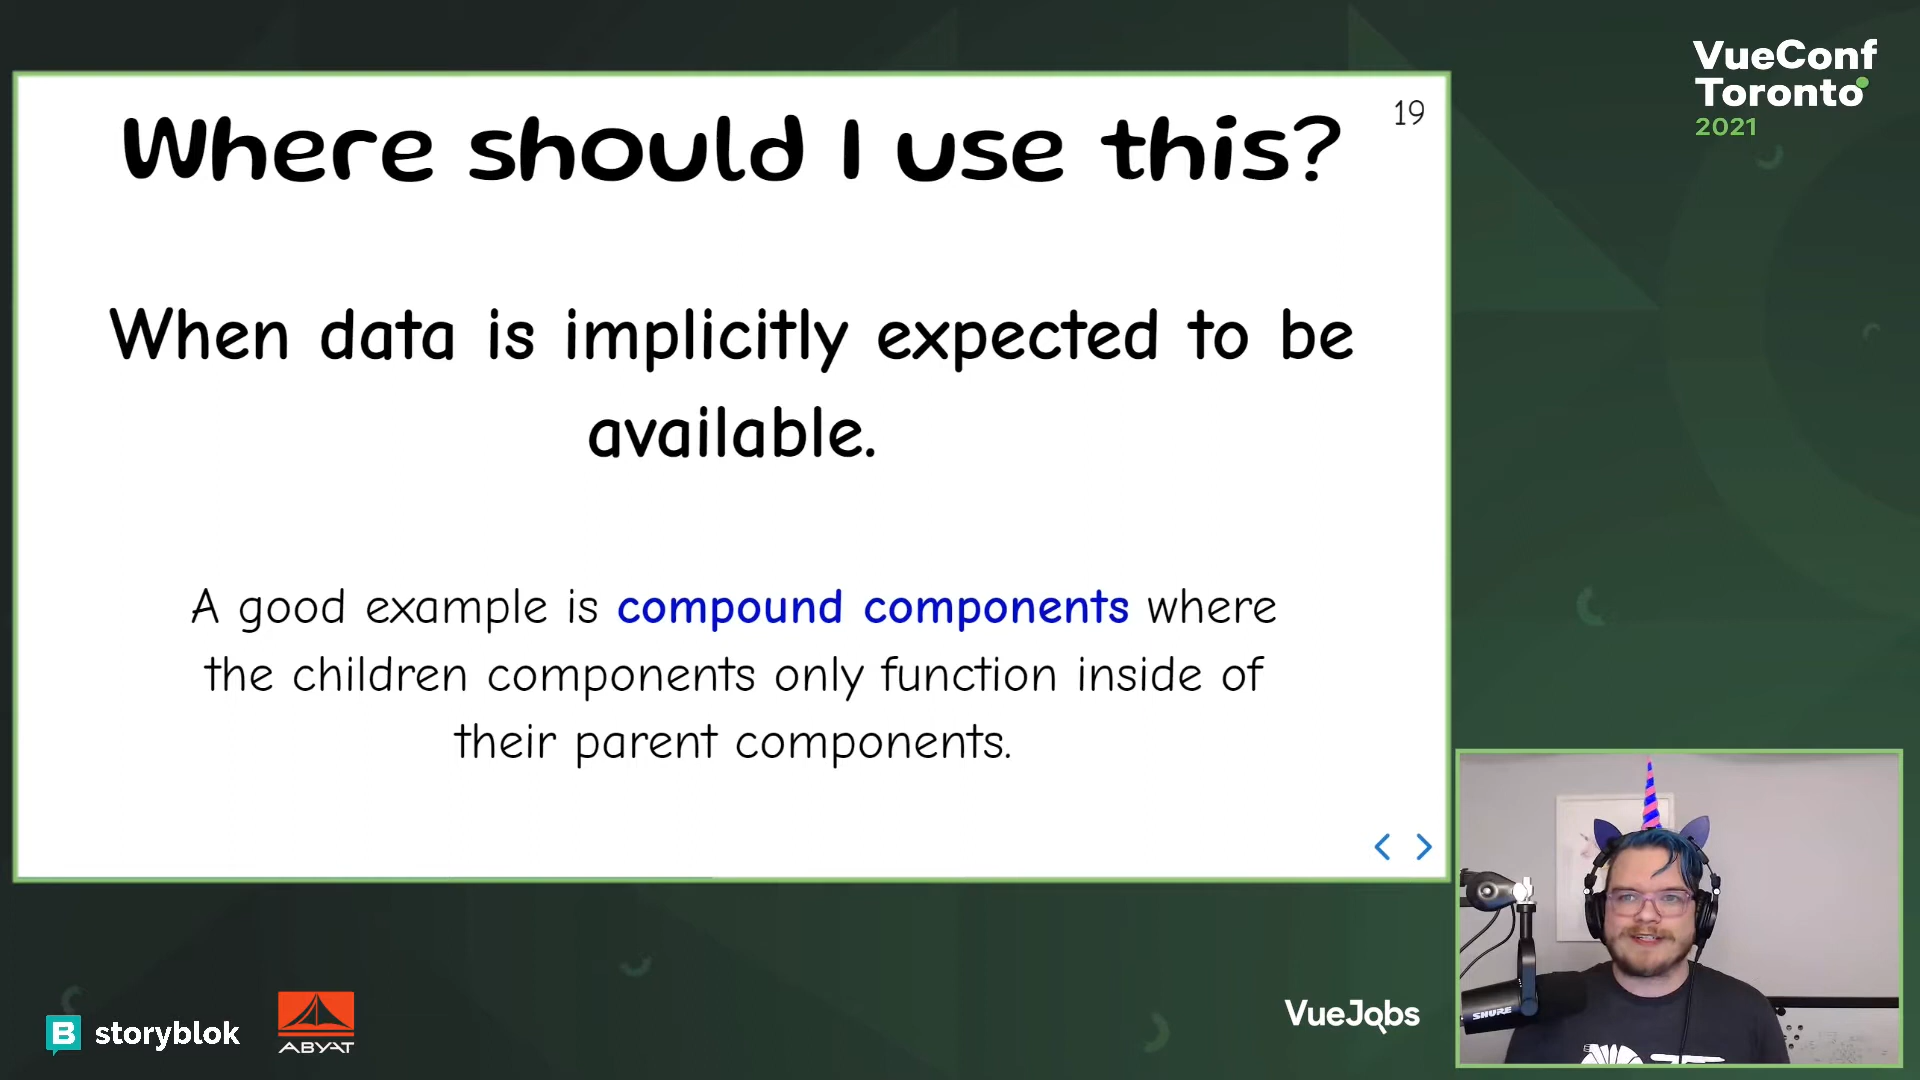 VueConf
Toronto
2021
19
Where should I use this?
When data is implicitly expected to be
available.
A good example is compound components where
the children components only function inside of
their parent components.
SHURE
storyblok
ABYAT
VueJobs